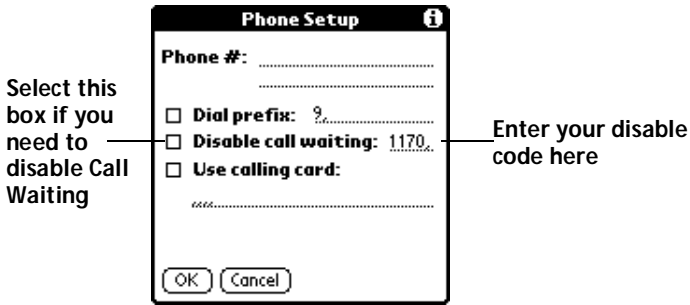 Phone Setup
i
Phone #:
Select this
box if you
need to
disable Call
Waiting
Dial prefix: 9,
Disable call waiting: 1170,
Use calling card:
,,,,
Enter your disable
code here
OK Cancel